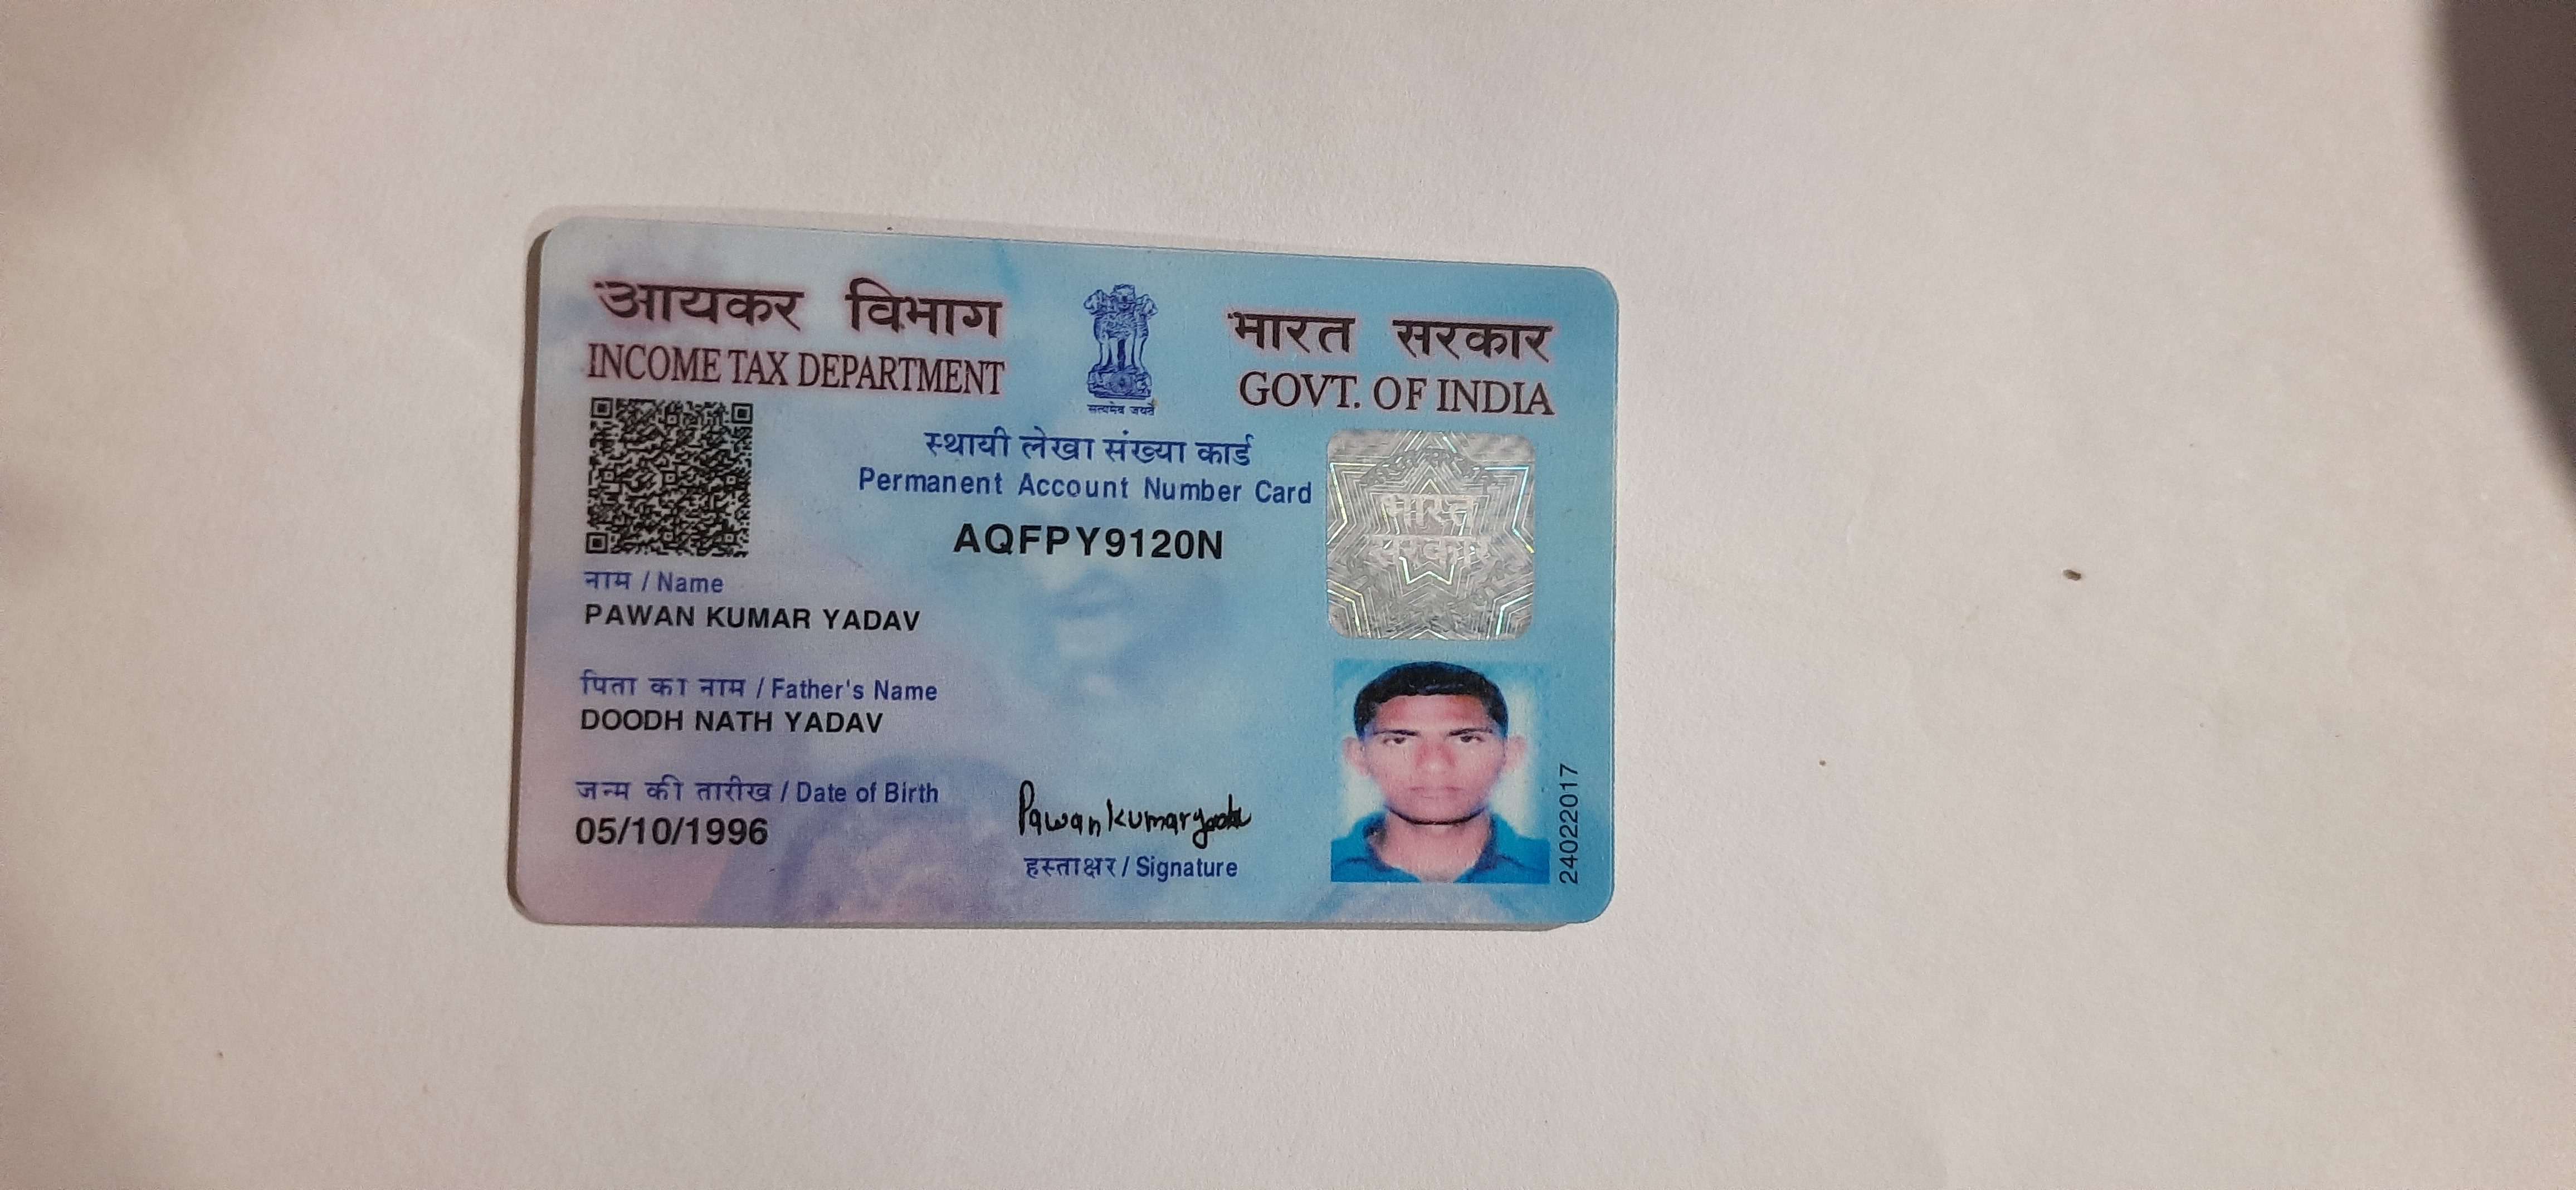 आयकर विभाग
INCOME TAX DEPARTMENT
सत्यमेव जयते
भारत सरकार
GOVT. OF INDIA
स्थायी लेखा संख्या कार्ड
Permanent Account Number Card
AQFPY9120N
नाम / Name
PAWAN KUMAR YADAV
पिता का नाम / Father's Name
DOODH NATH YADAV
जन्म की तारीख / Date of Birth
05/10/1996
Pawan kumar yadav
हस्ताक्षर / Signature
भारत
24022017